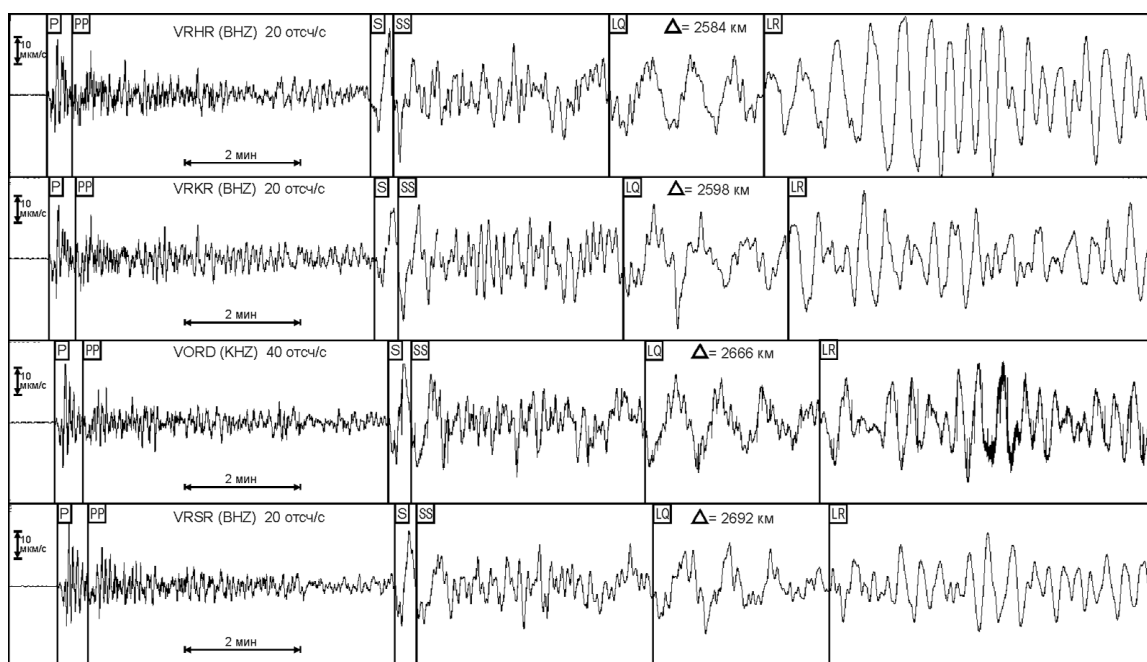 P PP VRHR (BHZ) 20 отсч/с S SS LQ Δ= 2584 км LR
10
мкм/с
2 мин
P PP VRKR (BHZ) 20 отсч/с S SS LQ Δ= 2598 км LR
10
мкм/с
2 мин
P PP VORD (KHZ) 40 отсч/с S SS LQ Δ= 2666 км LR
10
мкм/с
2 мин
P PP VRSR (BHZ) 20 отсч/с S SS LQ Δ= 2692 км LR
10
мкм/с
2 мин